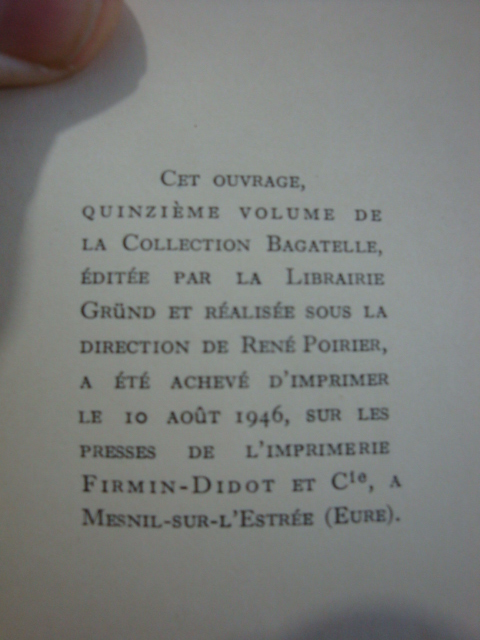 CET OUVRAGE,
QUINZIÈME VOLUME DE
LA COLLECTION BAGATELLE,
ÉDITÉE PAR LA LIBRAIRIE
GRÜND ET RÉALISÉE SOUS LA
DIRECTION DE RENÉ POIRIER,
A ÉTÉ ACHEVÉ D'IMPRIMER
LE 10 AOÛT 1946, SUR LES
PRESSES DE L'IMPRIMERIE
FIRMIN-DIDOT ET Cie, A
MESNIL-SUR-L'ESTRÉE (EURE).